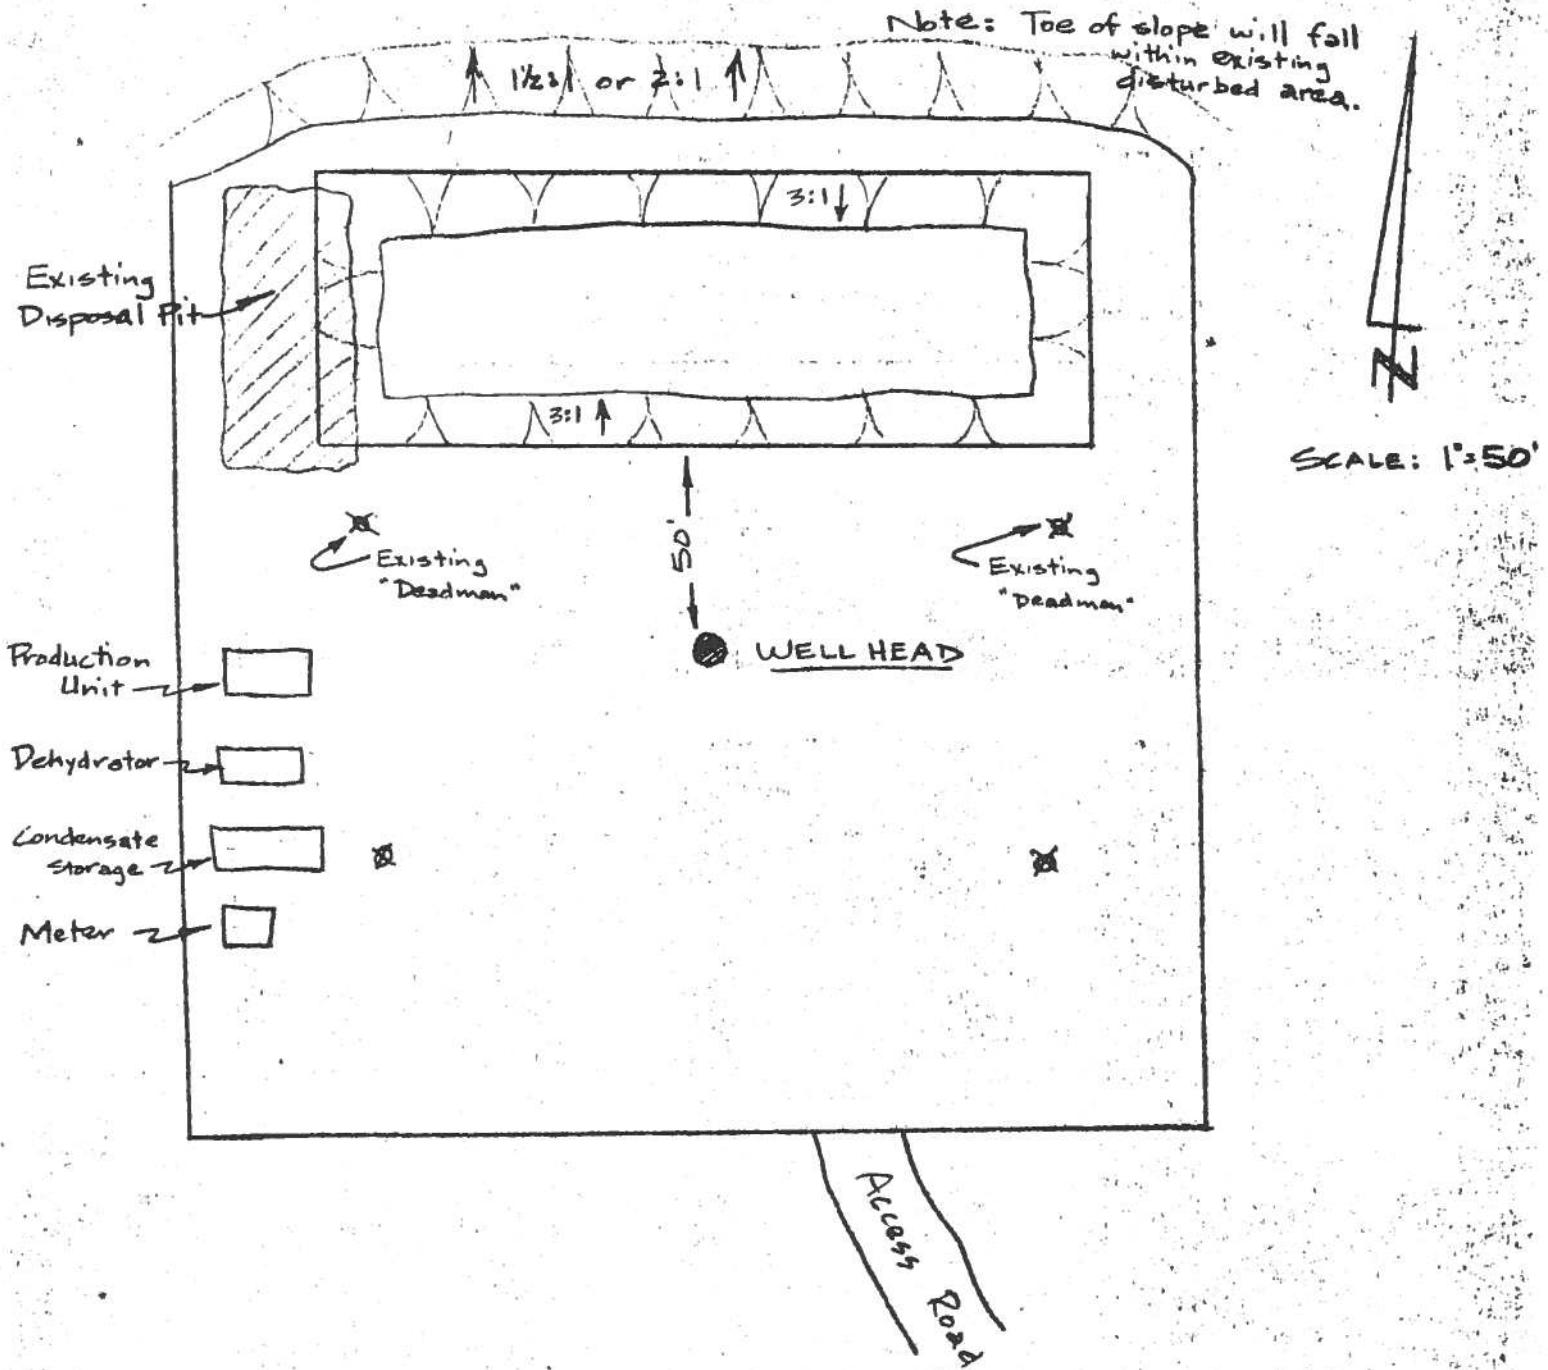 Note: Toe of slope will fall
within existing
disturbed area.
1½:1 or 2:1
3:1
Existing
Disposal Pit
3:1
N
SCALE: 1"=50'
50'
Existing
"Deadman"
Existing
"Deadman"
WELL HEAD
Production
Unit
Dehydrator
Condensate
Storage
Meter
Access Road